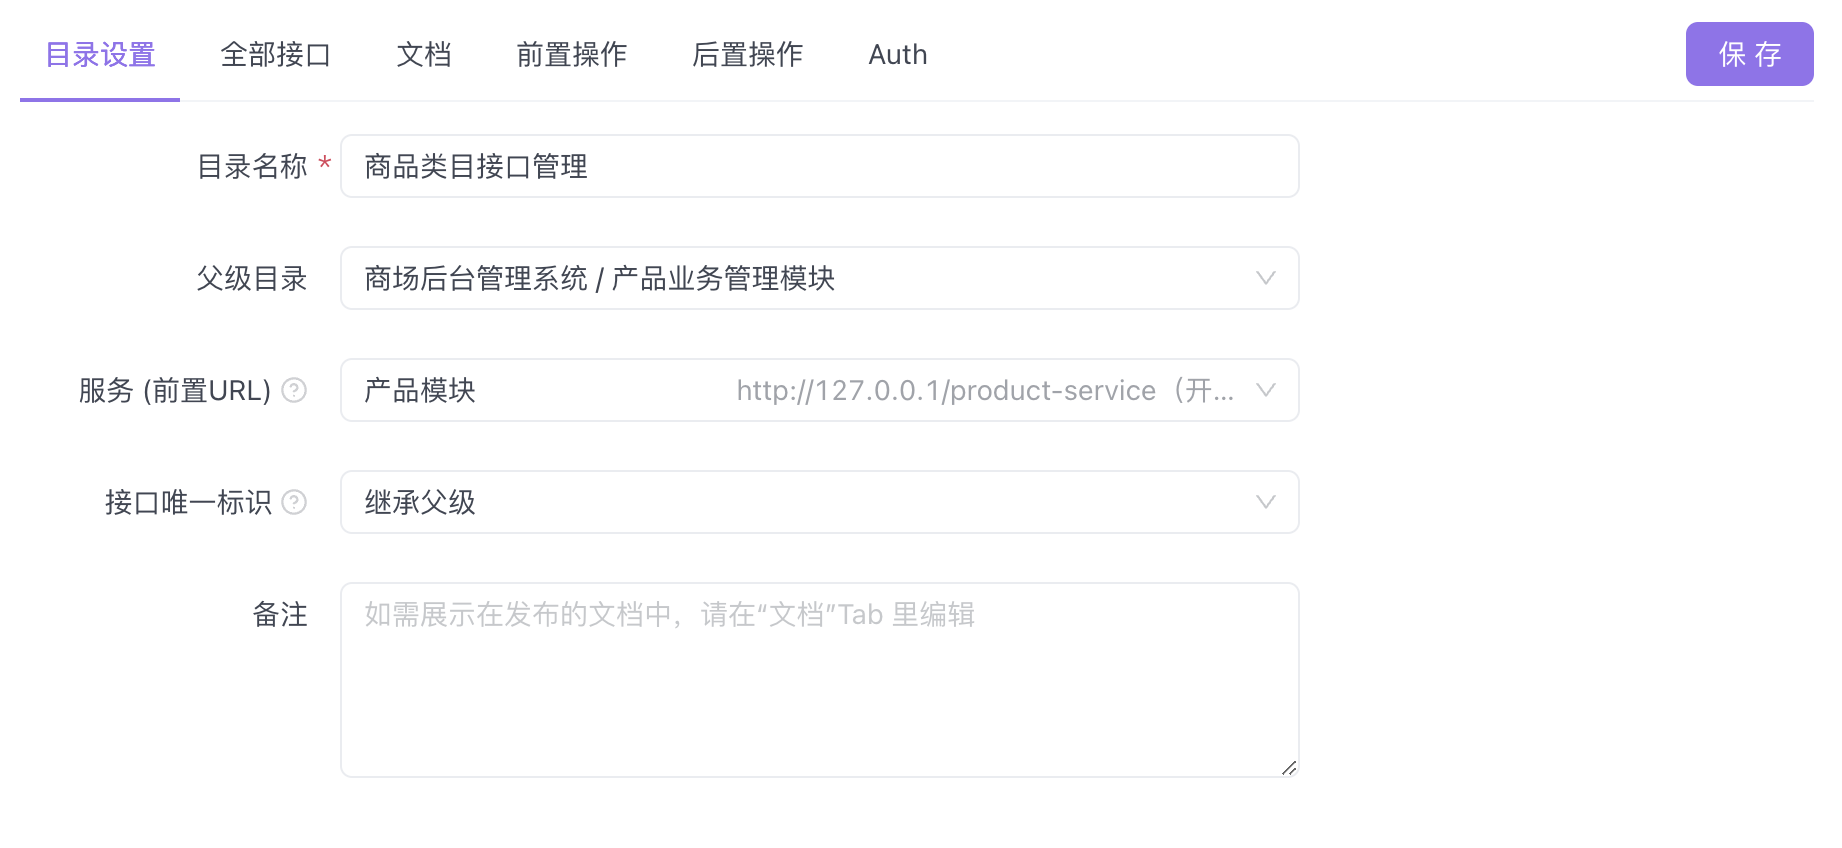 目录设置 全部接口 文档 前置操作 后置操作 Auth 保 存
目录名称 * 商品类目接口管理
父级目录 商场后台管理系统 / 产品业务管理模块
服务 (前置URL) ? 产品模块 http://127.0.0.1/product-service（开...
接口唯一标识 ? 继承父级
备注 如需展示在发布的文档中，请在“文档”Tab 里编辑